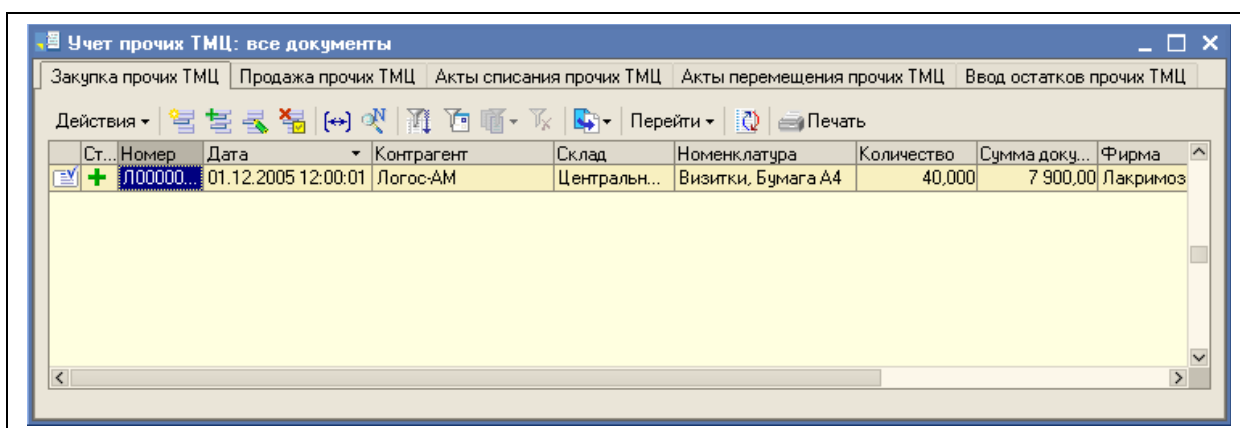 Учет прочих ТМЦ: все документы
Закупка прочих ТМЦ Продажа прочих ТМЦ Акты списания прочих ТМЦ Акты перемещения прочих ТМЦ Ввод остатков прочих ТМЦ
Действия Перейти Печать
Ст... Номер Дата Контрагент Склад Номенклатура Количество Сумма доку... Фирма
Л00000... 01.12.2005 12:00:01 Логос-АМ Центральн... Визитки, Бумага А4 40,000 7 900,00 Лакримоз